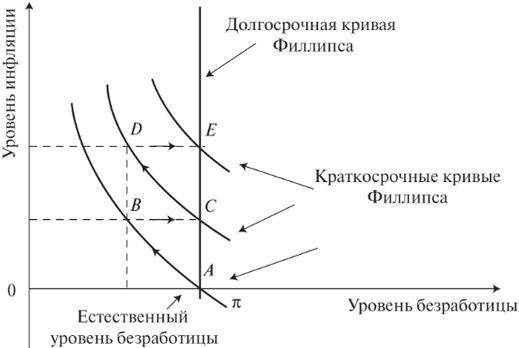 Уровень инфляции
Долгосрочная кривая
Филлипса
D
E
Краткосрочные кривые
Филлипса
B
C
A
0
π
Естественный
уровень безработицы
Уровень безработицы